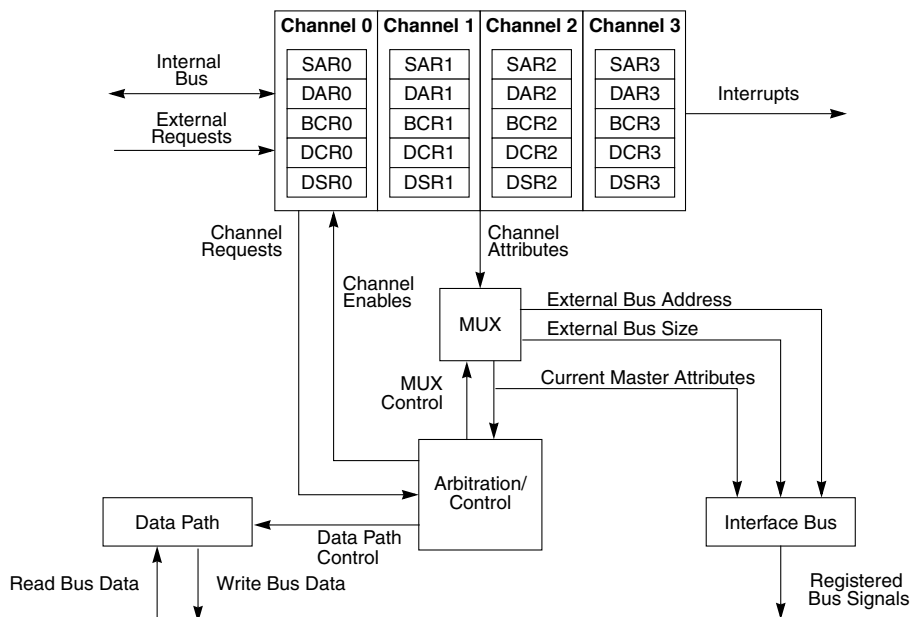 Channel 0 Channel 1 Channel 2 Channel 3
SAR0 SAR1 SAR2 SAR3
DAR0 DAR1 DAR2 DAR3
BCR0 BCR1 BCR2 BCR3
DCR0 DCR1 DCR2 DCR3
DSR0 DSR1 DSR2 DSR3
Internal
Bus
External
Requests
Interrupts
Channel
Requests
Channel
Enables
Channel
Attributes
MUX
External Bus Address
External Bus Size
Current Master Attributes
MUX
Control
Arbitration/
Control
Data Path
Data Path
Control
Interface Bus
Read Bus Data
Write Bus Data
Registered
Bus Signals